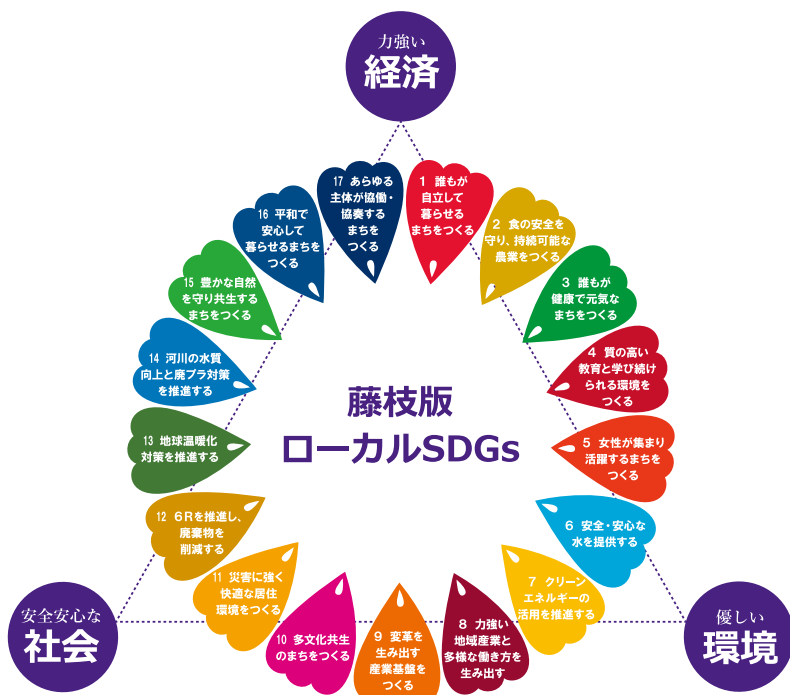 力強い
経済
1 誰もが
自立して
暮らせる
まちをつくる
2 食の安全を
守り、持続可能な
農業をつくる
3 誰もが
健康で元気な
まちをつくる
4 質の高い
教育と学び続け
られる環境を
つくる
5 女性が集まり
活躍するまちを
つくる
6 安全・安心な
水を提供する
7 クリーン
エネルギーの
活用を推進する
8 力強い
地域産業と
多様な働き方を
生み出す
9 変革を
生み出す
産業基盤を
つくる
10 多文化共生
のまちをつくる
11 災害に強く
快適な居住
環境をつくる
12 6Rを推進し、
廃棄物を
削減する
13 地球温暖化
対策を推進する
14 河川の水質
向上と廃プラ対策
を推進する
15 豊かな自然
を守り共生する
まちをつくる
16 平和で
安心して
暮らせるまちを
つくる
17 あらゆる
主体が協働・
協奏する
まちを
つくる
藤枝版
ローカルSDGs
安全安心な
社会
優しい
環境